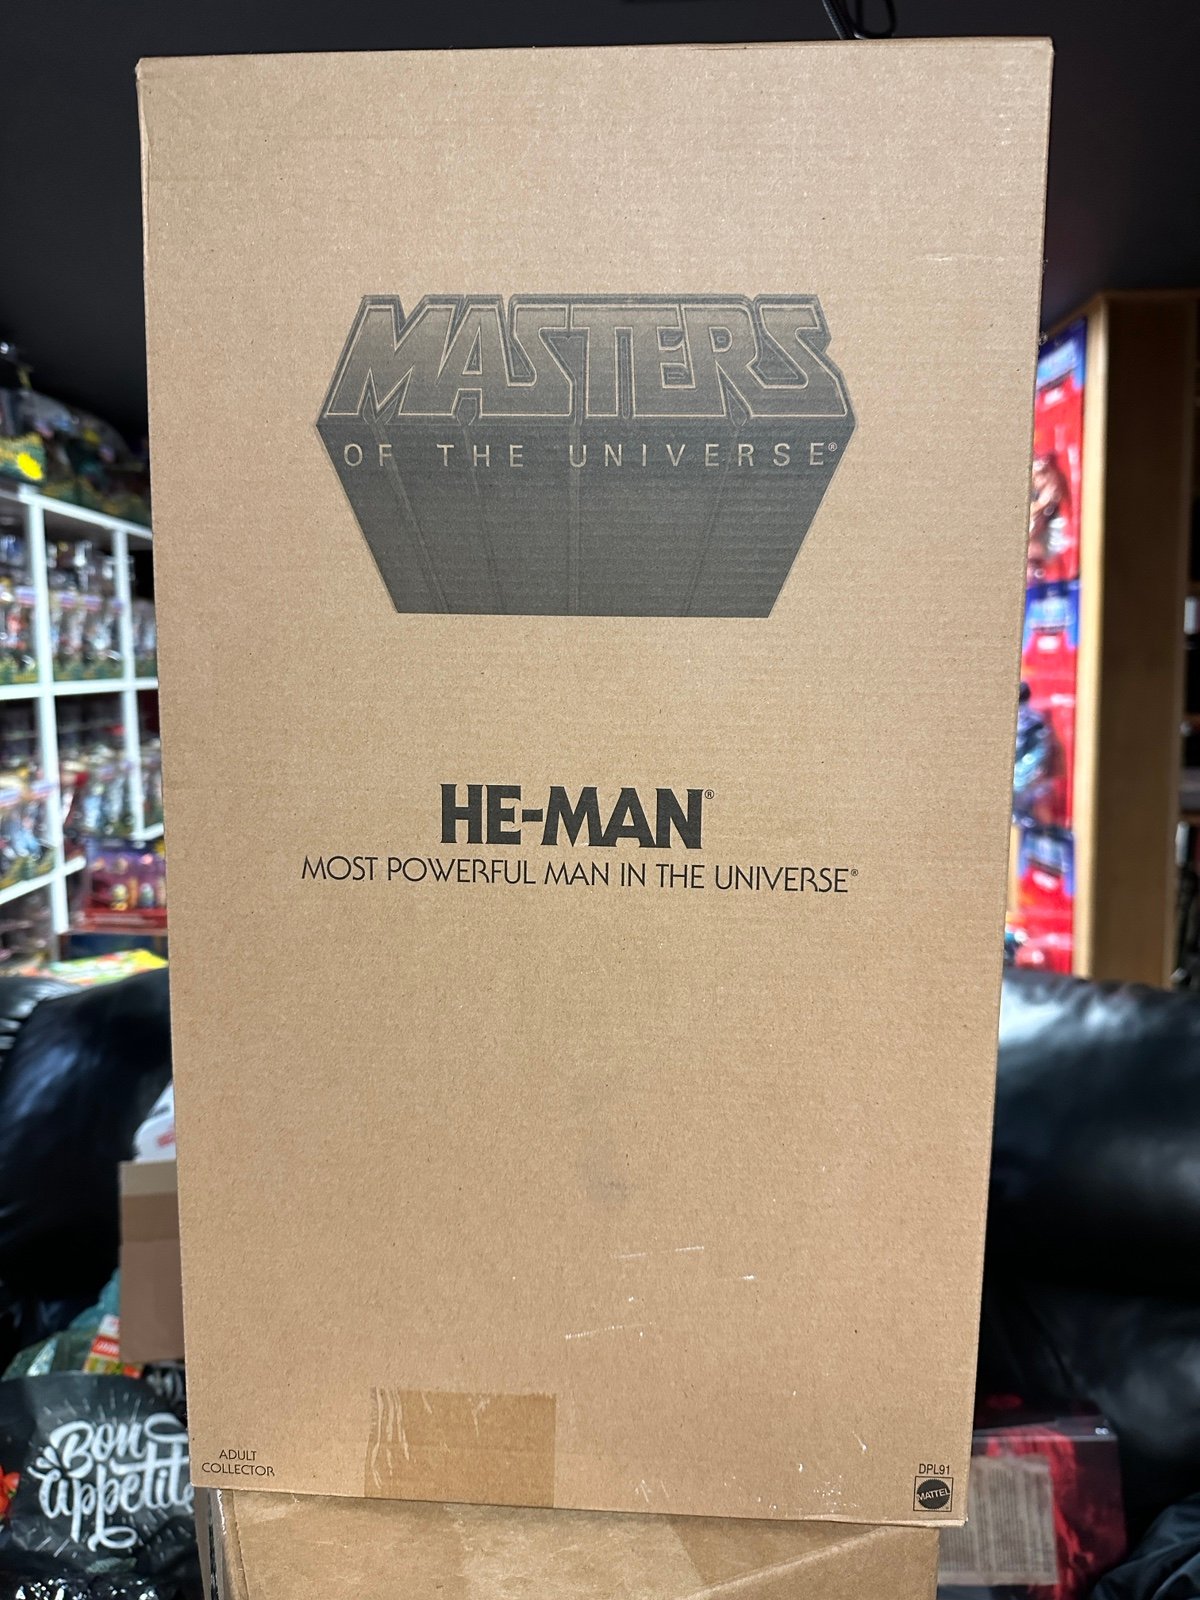 MASTERS
OF THE UNIVERSE®
HE-MAN®
MOST POWERFUL MAN IN THE UNIVERSE®
ADULT
COLLECTOR
DPL91
MATTEL
Bon
appetit